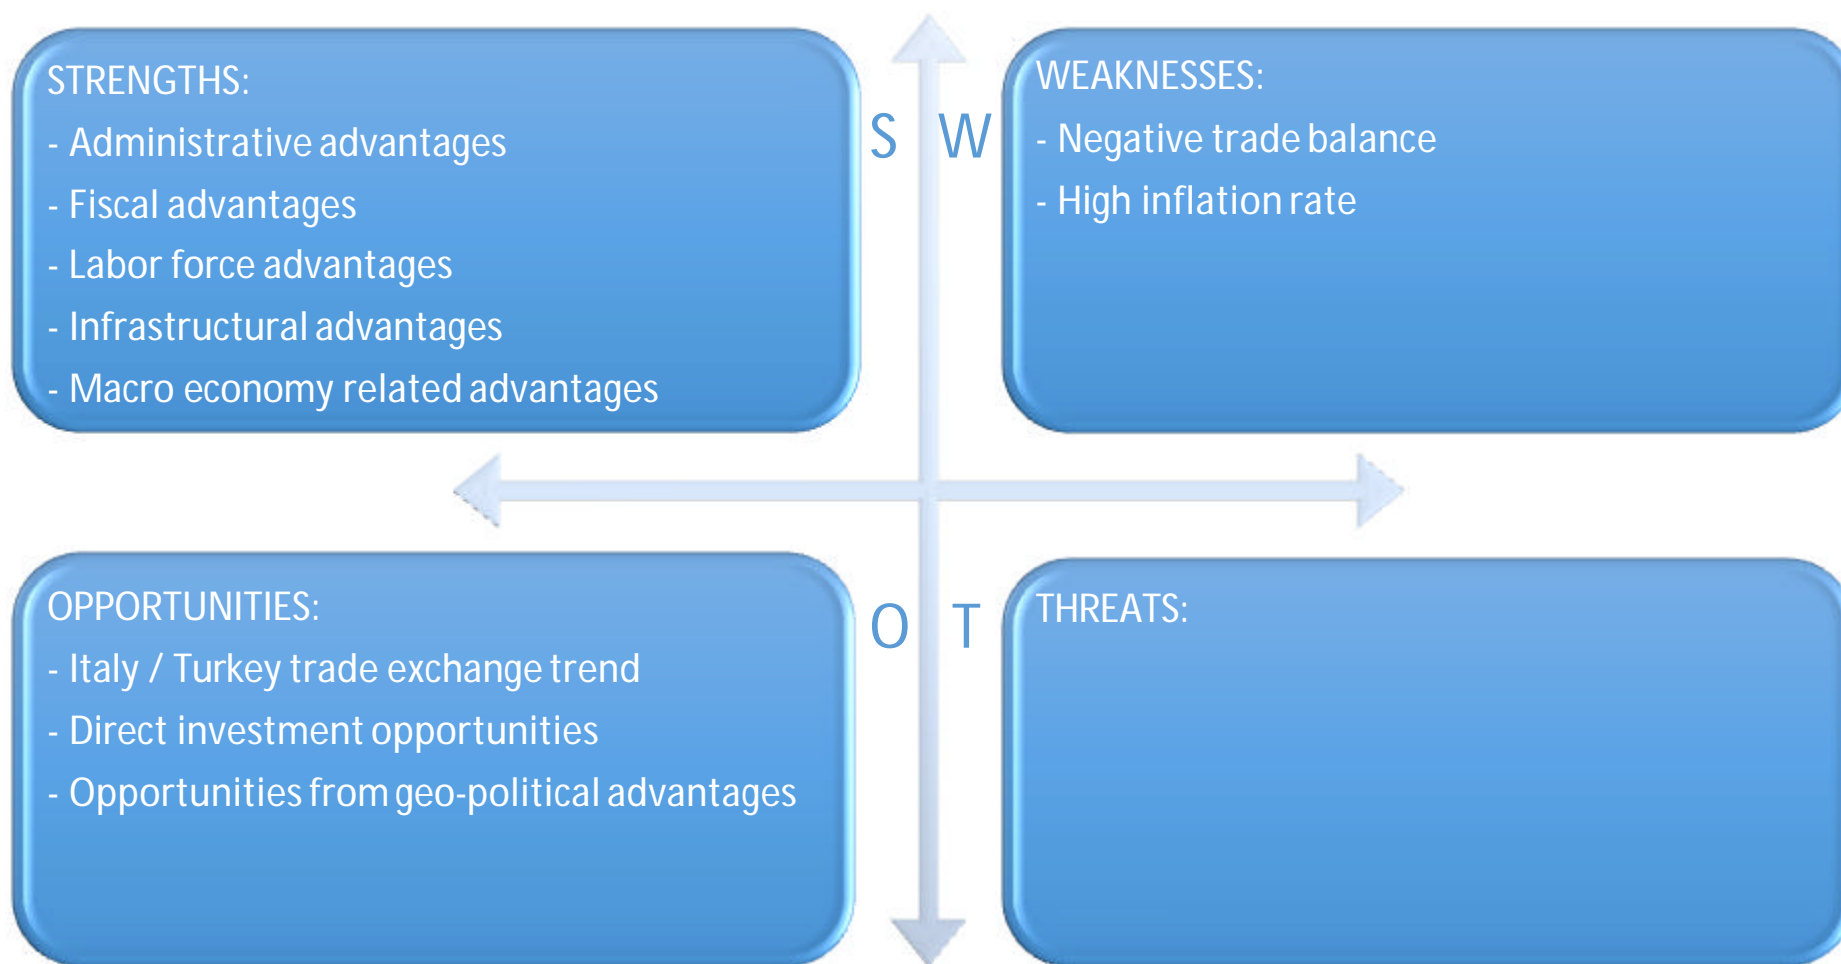 STRENGTHS:
- Administrative advantages
- Fiscal advantages
- Labor force advantages
- Infrastructural advantages
- Macro economy related advantages
S W
WEAKNESSES:
- Negative trade balance
- High inflation rate
OPPORTUNITIES:
- Italy / Turkey trade exchange trend
- Direct investment opportunities
- Opportunities from geo-political advantages
O T
THREATS: